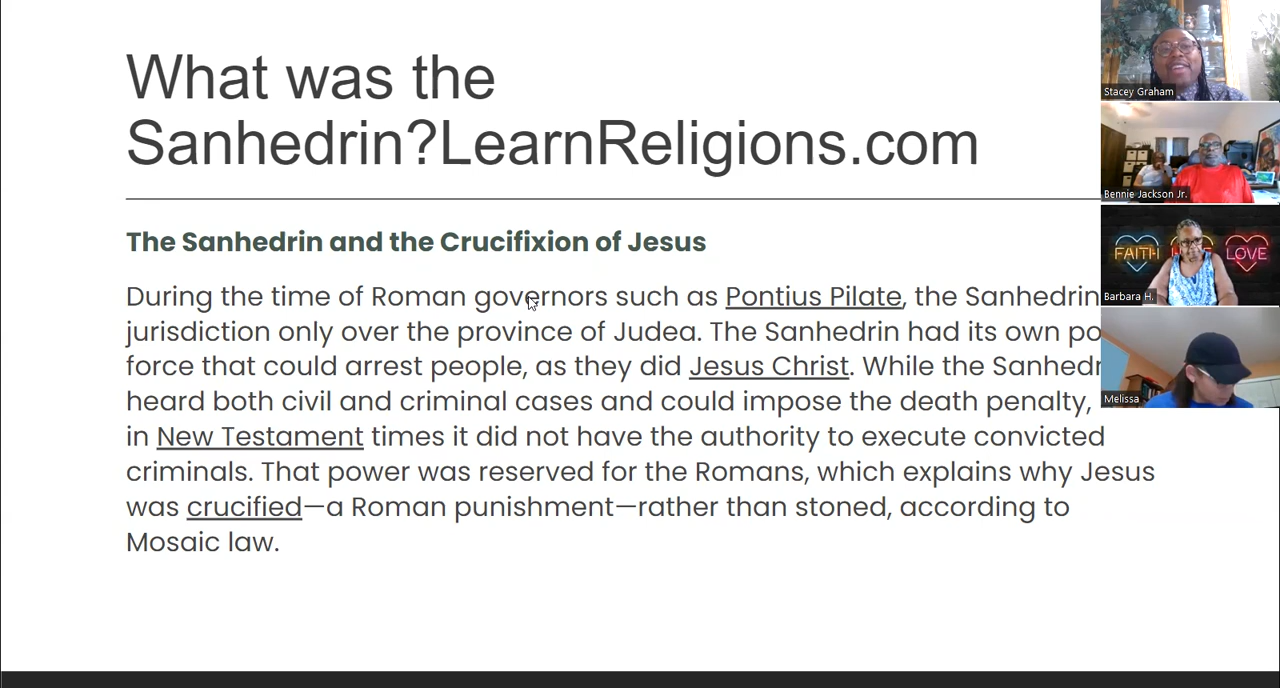 What was the
Sanhedrin?LearnReligions.com
The Sanhedrin and the Crucifixion of Jesus
During the time of Roman governors such as Pontius Pilate, the Sanhedrin
jurisdiction only over the province of Judea. The Sanhedrin had its own po
force that could arrest people, as they did Jesus Christ. While the Sanhedr
heard both civil and criminal cases and could impose the death penalty,
in New Testament times it did not have the authority to execute convicted
criminals. That power was reserved for the Romans, which explains why Jesus
was crucified—a Roman punishment—rather than stoned, according to
Mosaic law.
Stacey Graham
Bennie Jackson Jr.
FAITH
LOVE
Barbara H.
Melissa